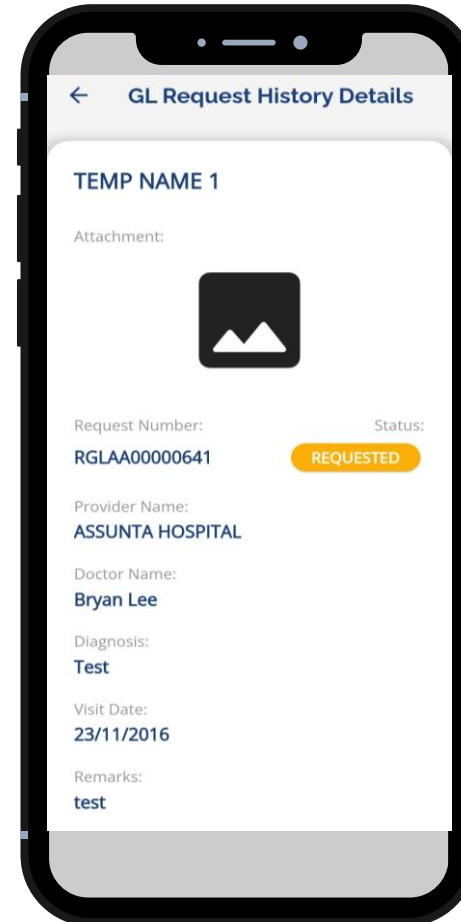 GL Request History Details
TEMP NAME 1
Attachment:
Request Number: Status:
RGLAA00000641 REQUESTED
Provider Name:
ASSUNTA HOSPITAL
Doctor Name:
Bryan Lee
Diagnosis:
Test
Visit Date:
23/11/2016
Remarks:
test